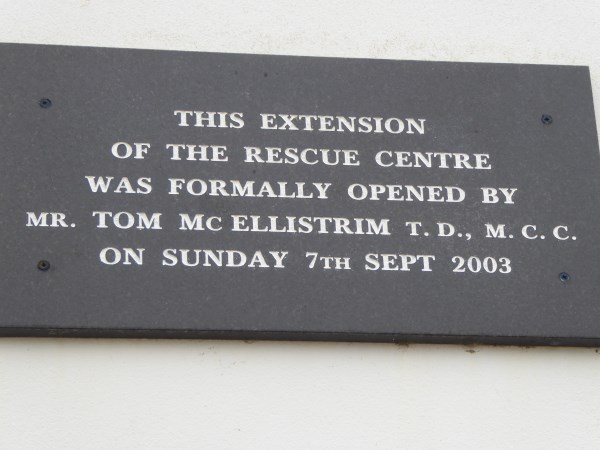 THIS EXTENSION
OF THE RESCUE CENTRE
WAS FORMALLY OPENED BY
MR. TOM MC ELLISTRIM T. D., M. C. C.
ON SUNDAY 7TH SEPT 2003